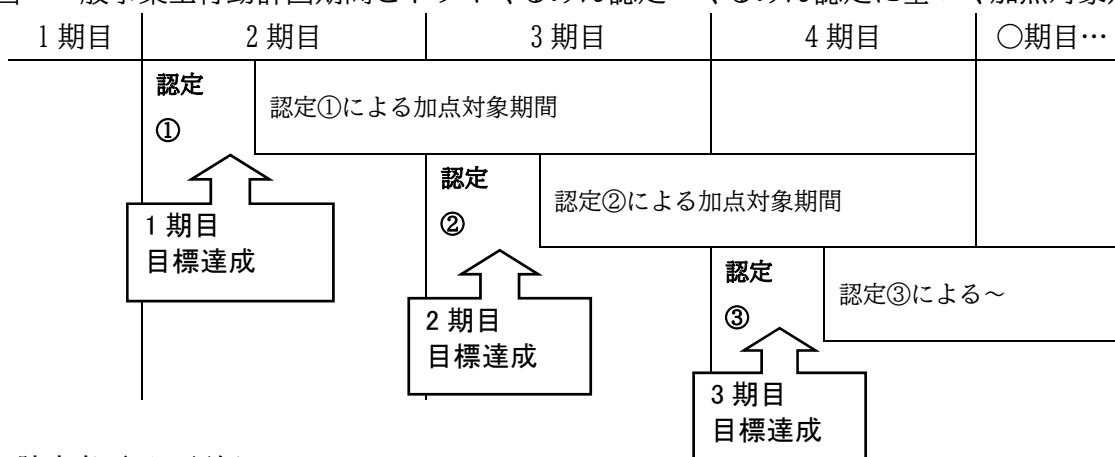 1期目 2期目 3期目 4期目 ○期目…
認定
①
認定①による加点対象期間
1期目
目標達成
認定
②
認定②による加点対象期間
2期目
目標達成
認定
③
認定③による～
3期目
目標達成